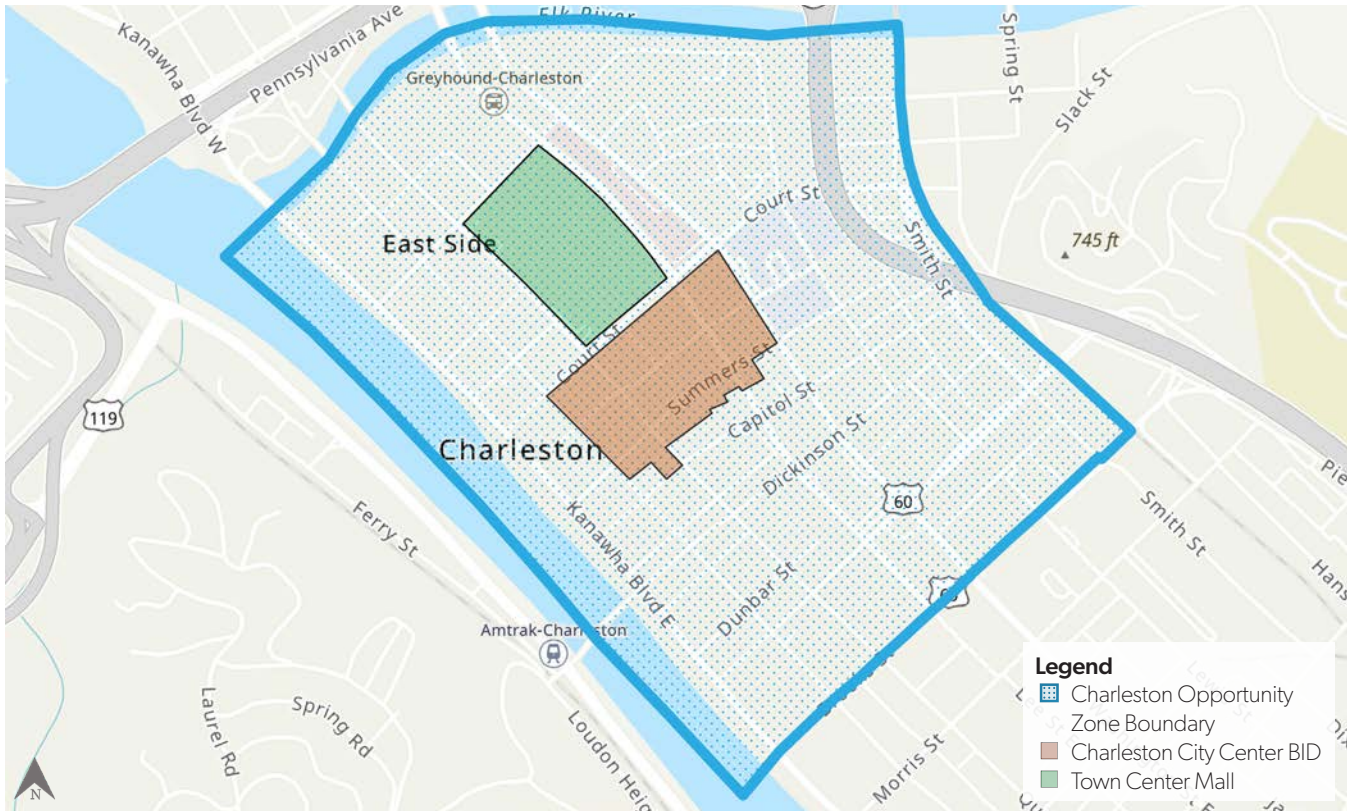 Elk River
Pennsylvania Ave
Kanawha Blvd W
Spring St
Slack St
Greyhound-Charleston
Court St
745 ft
Smith St
East Side
Court St
Summers St
Capitol St
119
Charleston
Dickinson St
60
Smith St
Ferry St
Kanawha Blvd E
Dunbar St
Amtrak-Charleston
Laurel Rd
Spring Rd
Morris St
N
Legend
Charleston Opportunity
Zone Boundary
Charleston City Center BID
Town Center Mall